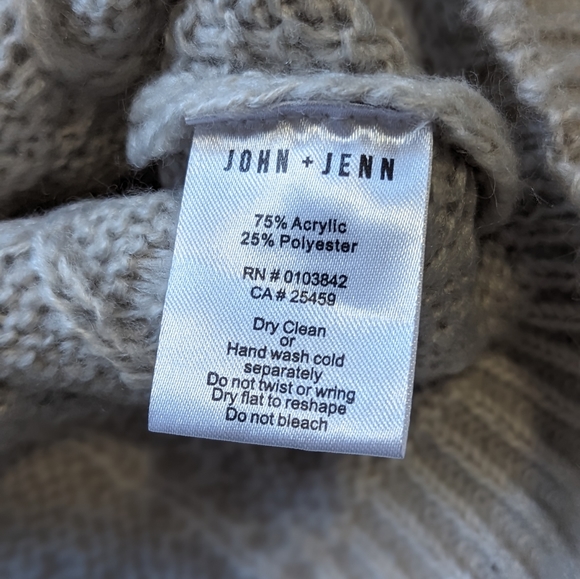 JOHN + JENN
75% Acrylic
25% Polyester
RN # 0103842
CA # 25459
Dry Clean
or
Hand wash cold
separately
Do not twist or wring
Dry flat to reshape
Do not bleach